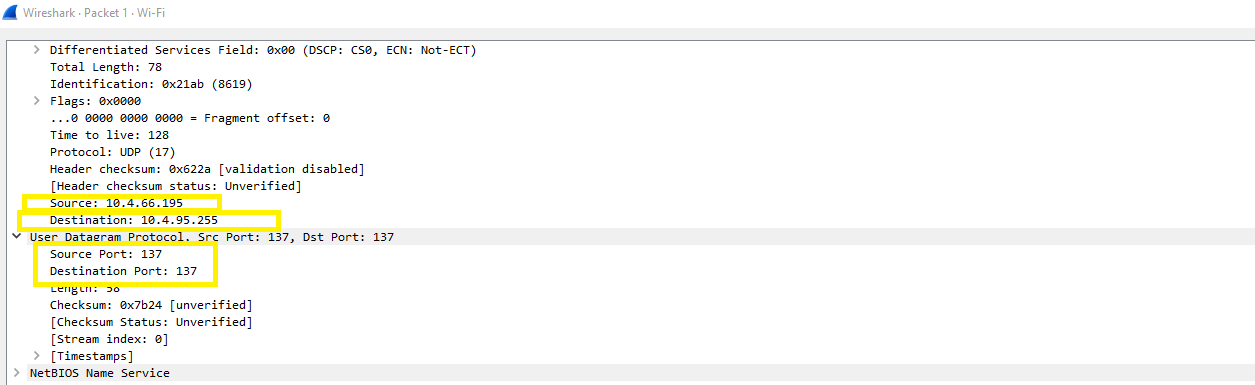 Wireshark · Packet 1 · Wi-Fi
Differentiated Services Field: 0x00 (DSCP: CS0, ECN: Not-ECT)
Total Length: 78
Identification: 0x21ab (8619)
Flags: 0x0000
...0 0000 0000 0000 = Fragment offset: 0
Time to live: 128
Protocol: UDP (17)
Header checksum: 0x622a [validation disabled]
[Header checksum status: Unverified]
Source: 10.4.66.195
Destination: 10.4.95.255
User Datagram Protocol, Src Port: 137, Dst Port: 137
Source Port: 137
Destination Port: 137
Length: 58
Checksum: 0x7b24 [unverified]
[Checksum Status: Unverified]
[Stream index: 0]
[Timestamps]
NetBIOS Name Service